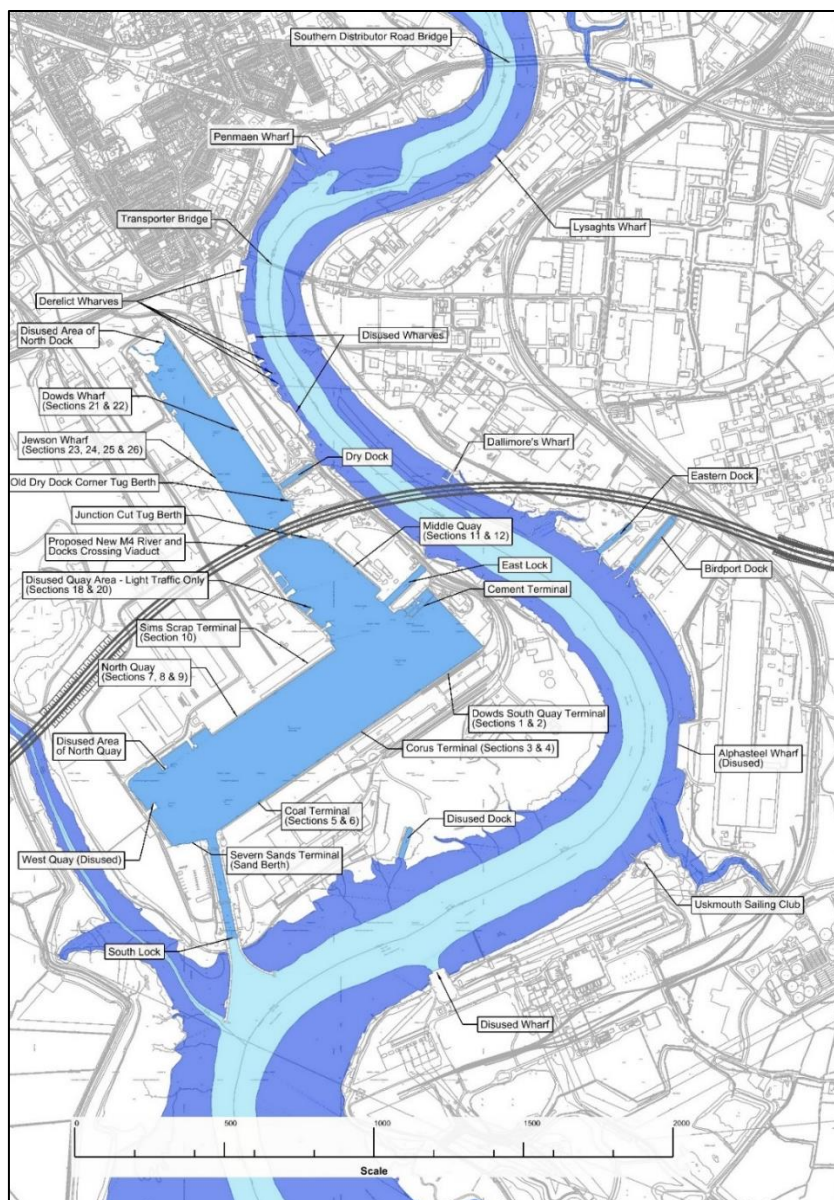 Southern Distributor Road Bridge
Penmaen Wharf
Transporter Bridge
Lysaghts Wharf
Derelict Wharves
Disused Area of
North Dock
Disused Wharves
Dowds Wharf
(Sections 21 & 22)
Jewson Wharf
(Sections 23, 24, 25 & 26)
Dallimore's Wharf
Dry Dock
Eastern Dock
Old Dry Dock Corner Tug Berth
Junction Cut Tug Berth
Middle Quay
(Sections 11 & 12)
Proposed New M4 River and
Docks Crossing Viaduct
East Lock
Birdport Dock
Disused Quay Area - Light Traffic Only
(Sections 18 & 20)
Cement Terminal
Sims Scrap Terminal
(Section 10)
North Quay
(Sections 7, 8 & 9)
Dowds South Quay Terminal
(Sections 1 & 2)
Disused Area
of North Quay
Corus Terminal (Sections 3 & 4)
Alphasteel Wharf
(Disused)
Coal Terminal
(Sections 5 & 6)
Disused Dock
West Quay (Disused)
Severn Sands Terminal
(Sand Berth)
Uskmouth Sailing Club
South Lock
Disused Wharf
0 500 1000 1500 2000
Scale